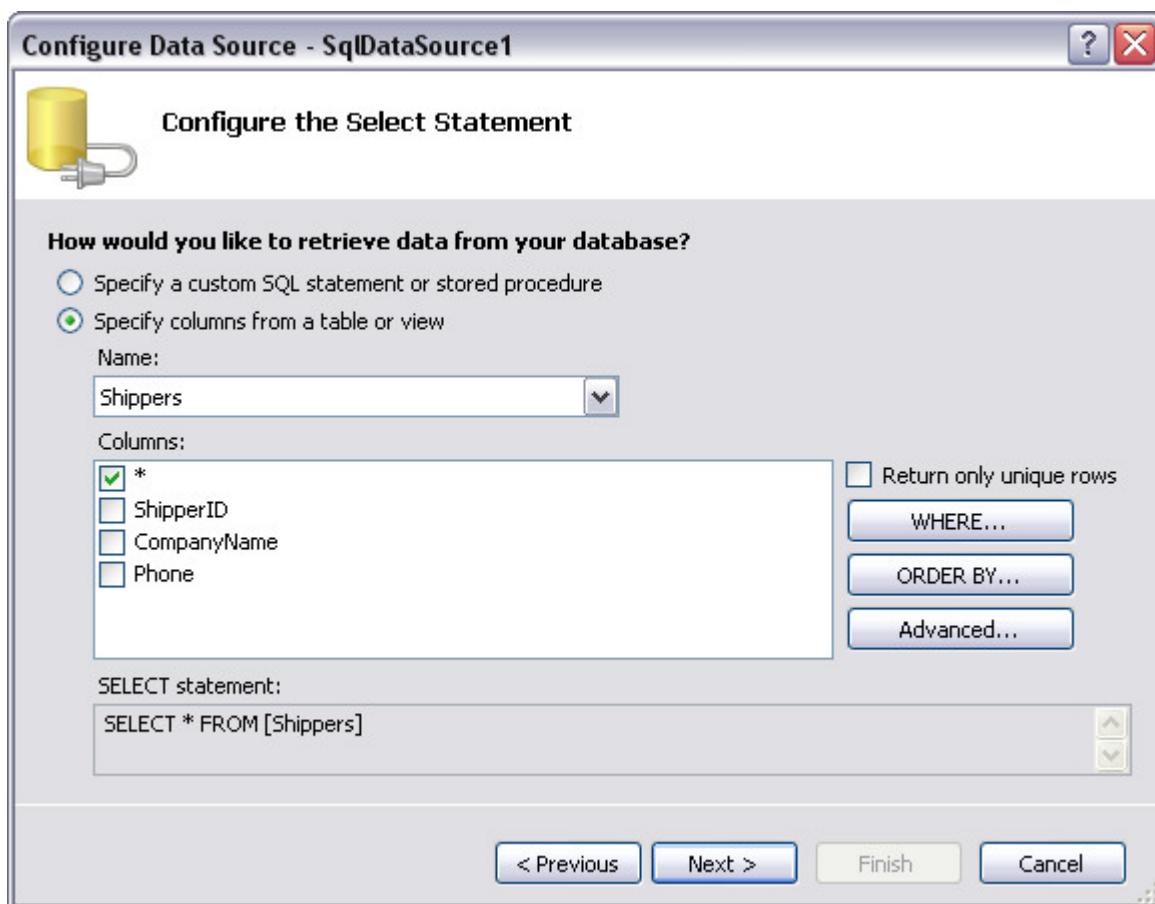 Configure Data Source - SqlDataSource1
?
Configure the Select Statement
How would you like to retrieve data from your database?
Specify a custom SQL statement or stored procedure
Specify columns from a table or view
Name:
Shippers
Columns:
*
Return only unique rows
ShipperID
WHERE...
CompanyName
Phone
ORDER BY...
Advanced...
SELECT statement:
SELECT * FROM [Shippers]
< Previous Next > Finish Cancel